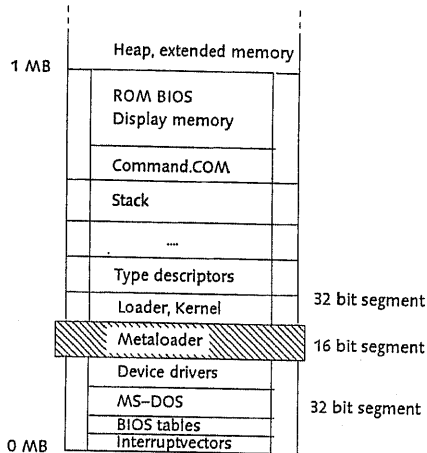 Heap, extended memory
1 MB
ROM BIOS
Display memory
Command.COM
Stack
....
Type descriptors
Loader, Kernel
32 bit segment
Metaloader
16 bit segment
Device drivers
MS-DOS
32 bit segment
BIOS tables
Interruptvectors
0 MB